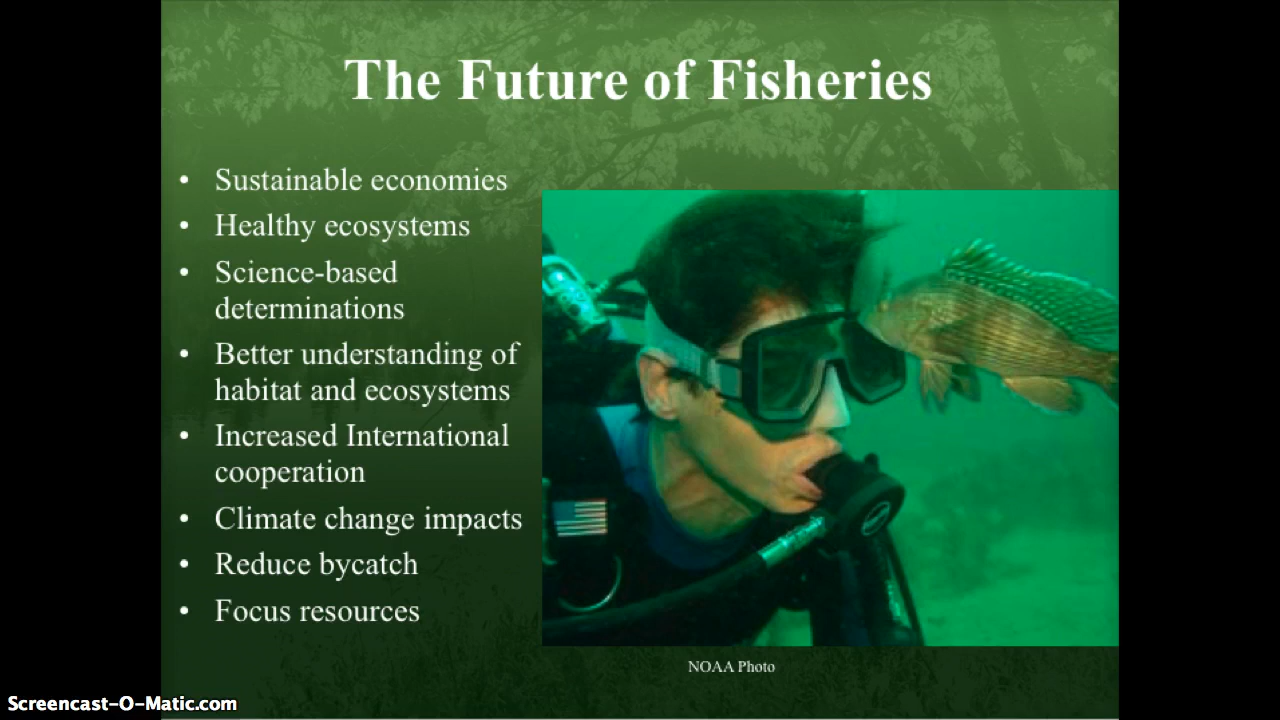 The Future of Fisheries
• Sustainable economies
• Healthy ecosystems
• Science-based
determinations
• Better understanding of
habitat and ecosystems
• Increased International
cooperation
• Climate change impacts
• Reduce bycatch
• Focus resources
NOAA Photo
Screencast-O-Matic.com